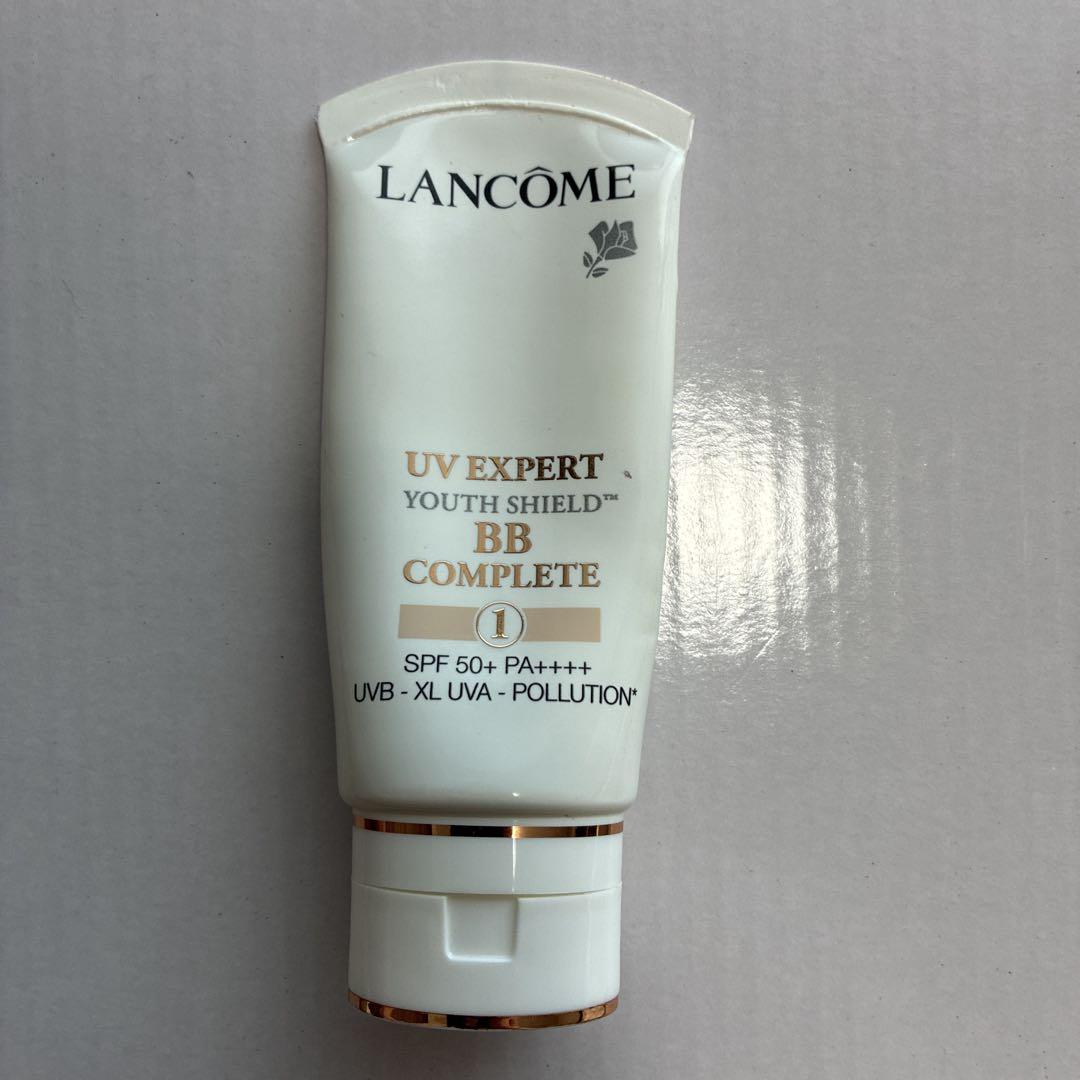 LANCÔME
UV EXPERT
YOUTH SHIELD™
BB
COMPLETE
1
SPF 50+ PA++++
UVB - XL UVA - POLLUTION*